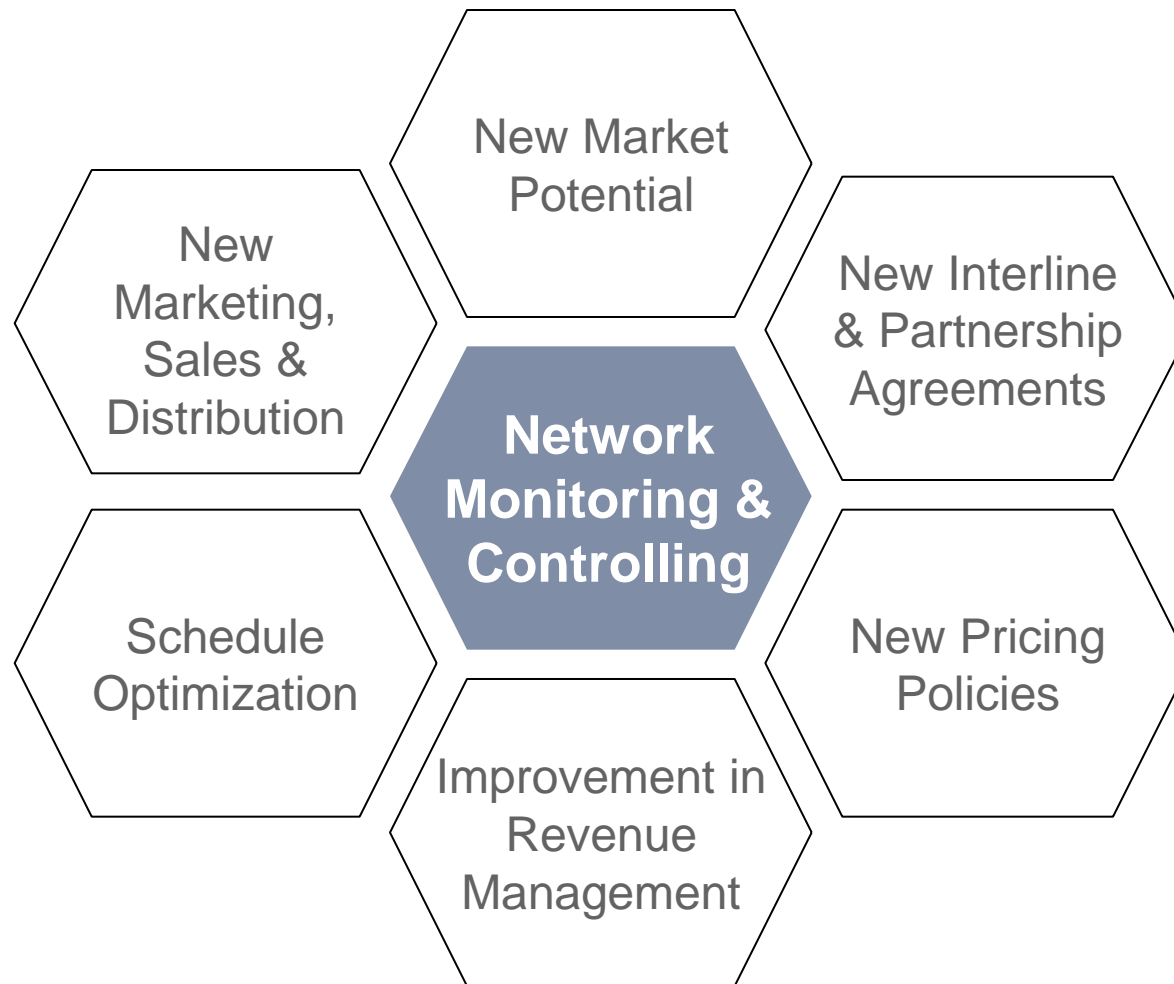 New Market
Potential
New Interline
& Partnership
Agreements
New Pricing
Policies
Improvement in
Revenue
Management
Schedule
Optimization
New
Marketing,
Sales &
Distribution
Network
Monitoring &
Controlling